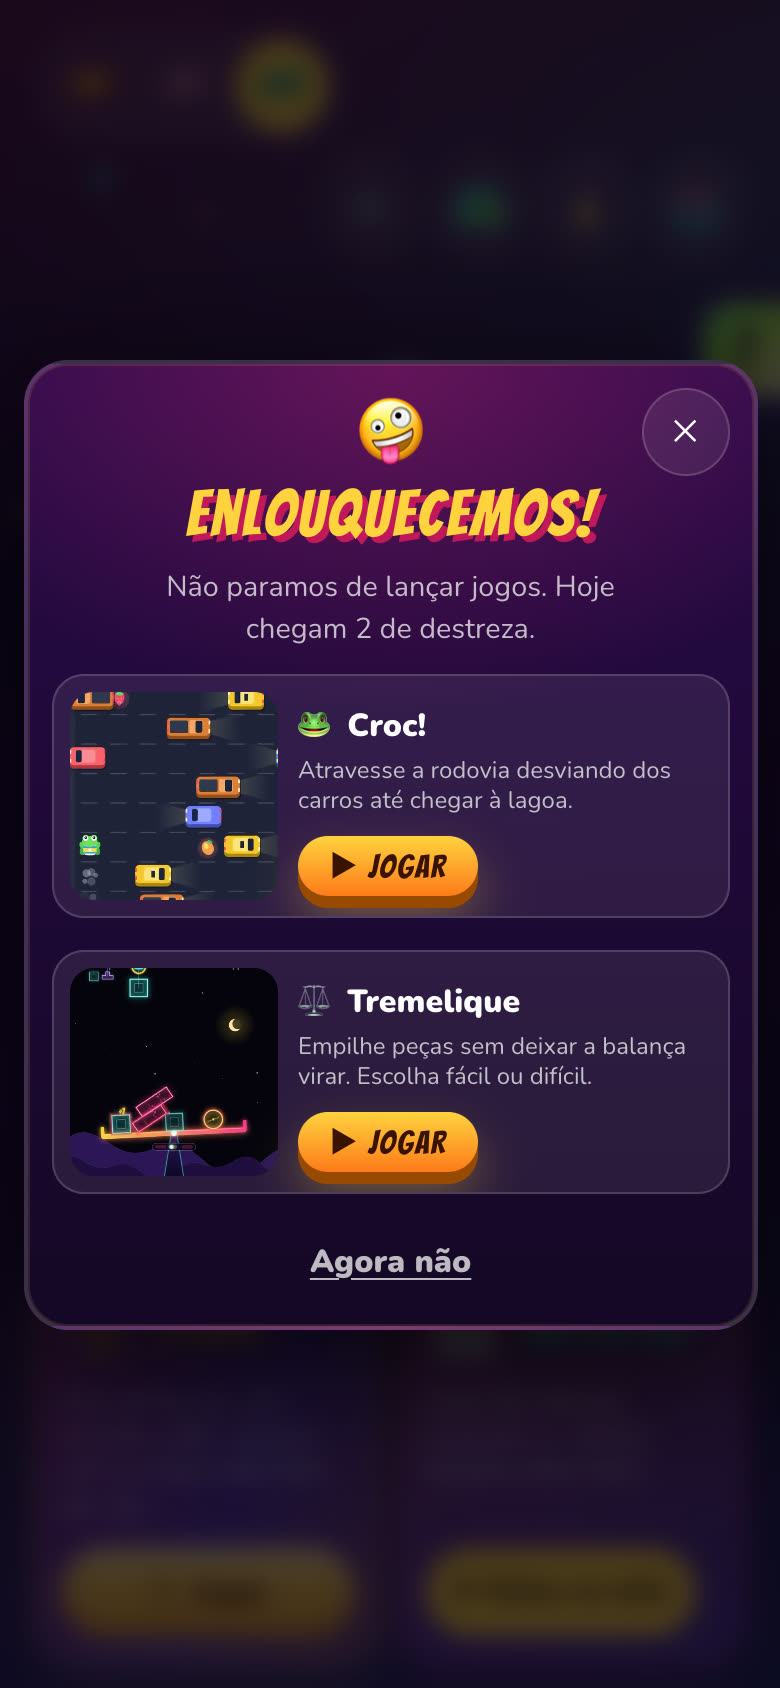 ENLOUQUECEMOS!
Não paramos de lançar jogos. Hoje
chegam 2 de destreza.
Croc!
Atravesse a rodovia desviando dos
carros até chegar à lagoa.
JOGAR
Tremelique
Empilhe peças sem deixar a balança
virar. Escolha fácil ou difícil.
JOGAR
Agora não